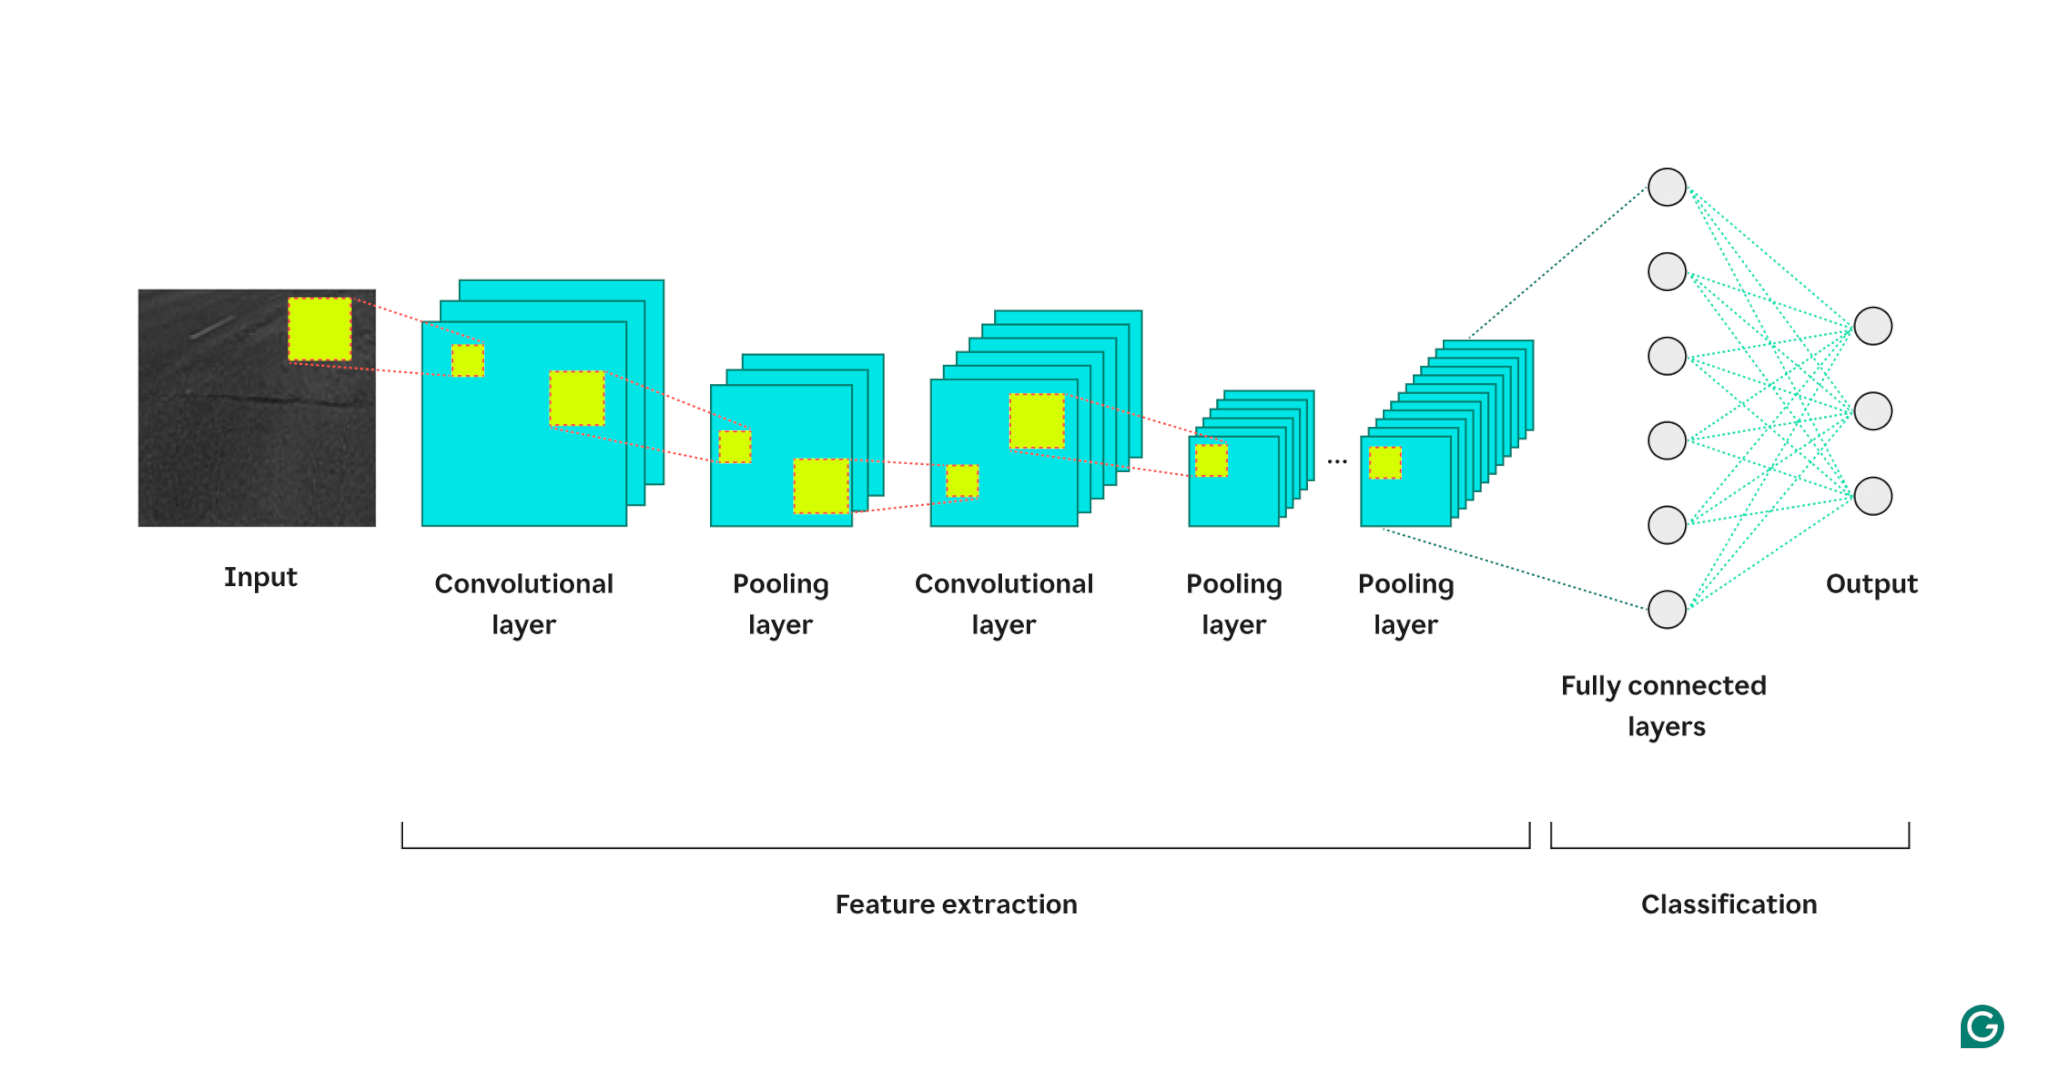 Input
Convolutional
layer
Pooling
layer
Convolutional
layer
Pooling
layer
...
Pooling
layer
Fully connected
layers
Output
Feature extraction
Classification
G